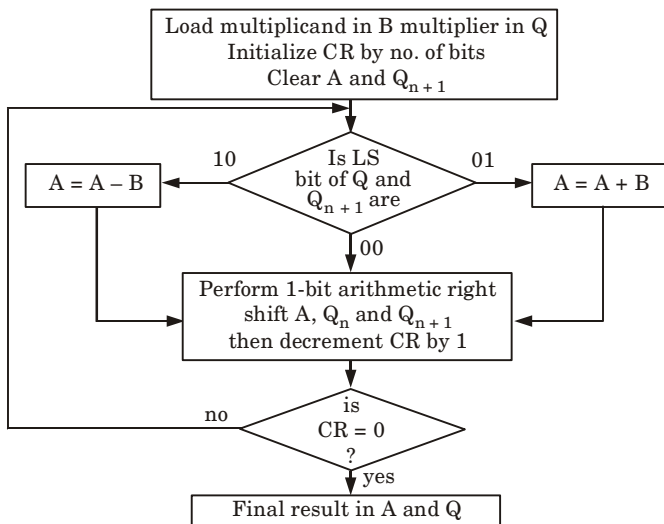 Load multiplicand in B multiplier in Q
Initialize CR by no. of bits
Clear A and Qn + 1
10
Is LS
bit of Q and
Qn + 1 are
01
A = A – B
A = A + B
00
Perform 1-bit arithmetic right
shift A, Qn and Qn + 1
then decrement CR by 1
no
is
CR = 0
?
yes
Final result in A and Q